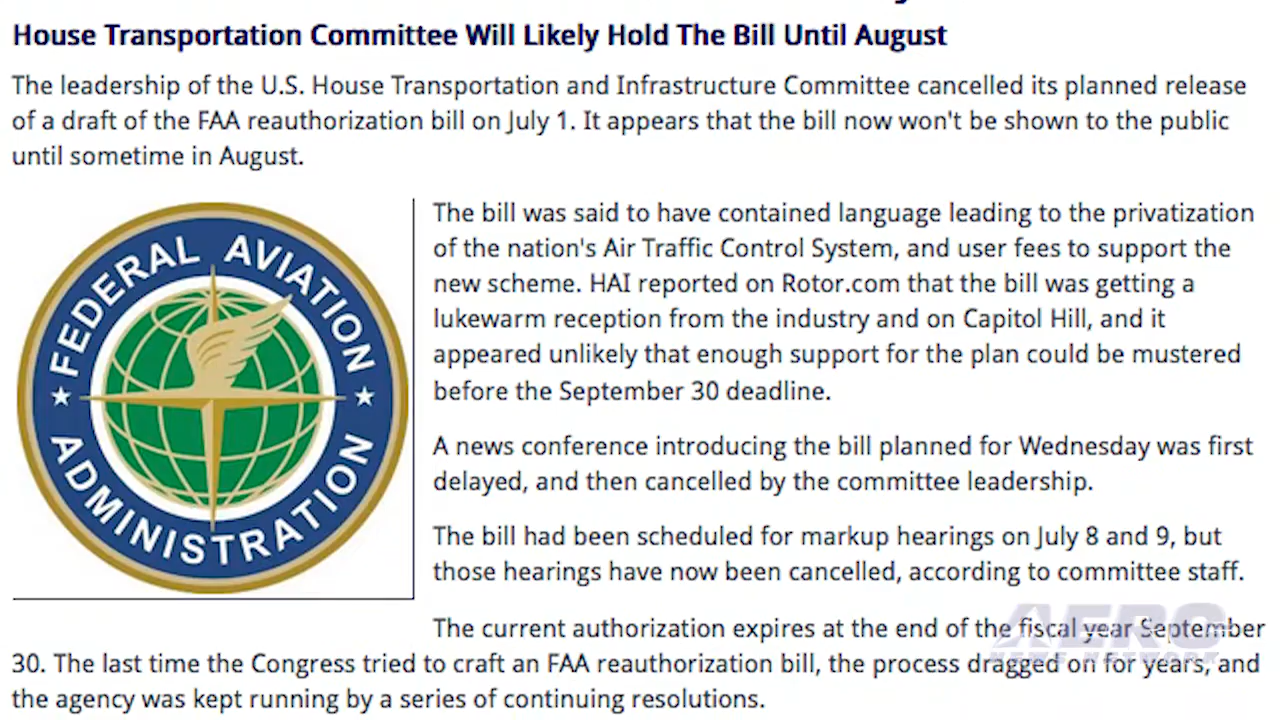 House Transportation Committee Will Likely Hold The Bill Until August
The leadership of the U.S. House Transportation and Infrastructure Committee cancelled its planned release
of a draft of the FAA reauthorization bill on July 1. It appears that the bill now won't be shown to the public
until sometime in August.
FEDERAL AVIATION
ADMINISTRATION
The bill was said to have contained language leading to the privatization
of the nation's Air Traffic Control System, and user fees to support the
new scheme. HAI reported on Rotor.com that the bill was getting a
lukewarm reception from the industry and on Capitol Hill, and it
appeared unlikely that enough support for the plan could be mustered
before the September 30 deadline.
A news conference introducing the bill planned for Wednesday was first
delayed, and then cancelled by the committee leadership.
The bill had been scheduled for markup hearings on July 8 and 9, but
those hearings have now been cancelled, according to committee staff.
The current authorization expires at the end of the fiscal year September
30. The last time the Congress tried to craft an FAA reauthorization bill, the process dragged on for years, and
the agency was kept running by a series of continuing resolutions.
AERO
NEWS NETWORK